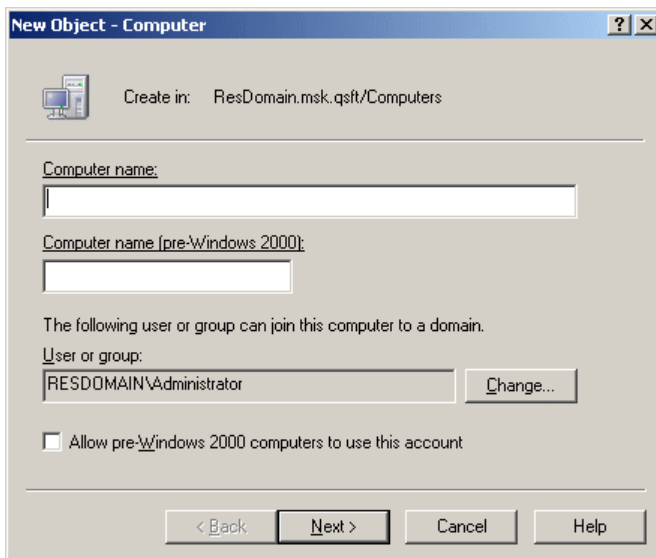 New Object - Computer
Create in: ResDomain.msk.qsft/Computers
Computer name:
Computer name (pre-Windows 2000):
The following user or group can join this computer to a domain.
User or group:
RESDOMAIN\Administrator
Change...
Allow pre-Windows 2000 computers to use this account
< Back
Next >
Cancel
Help